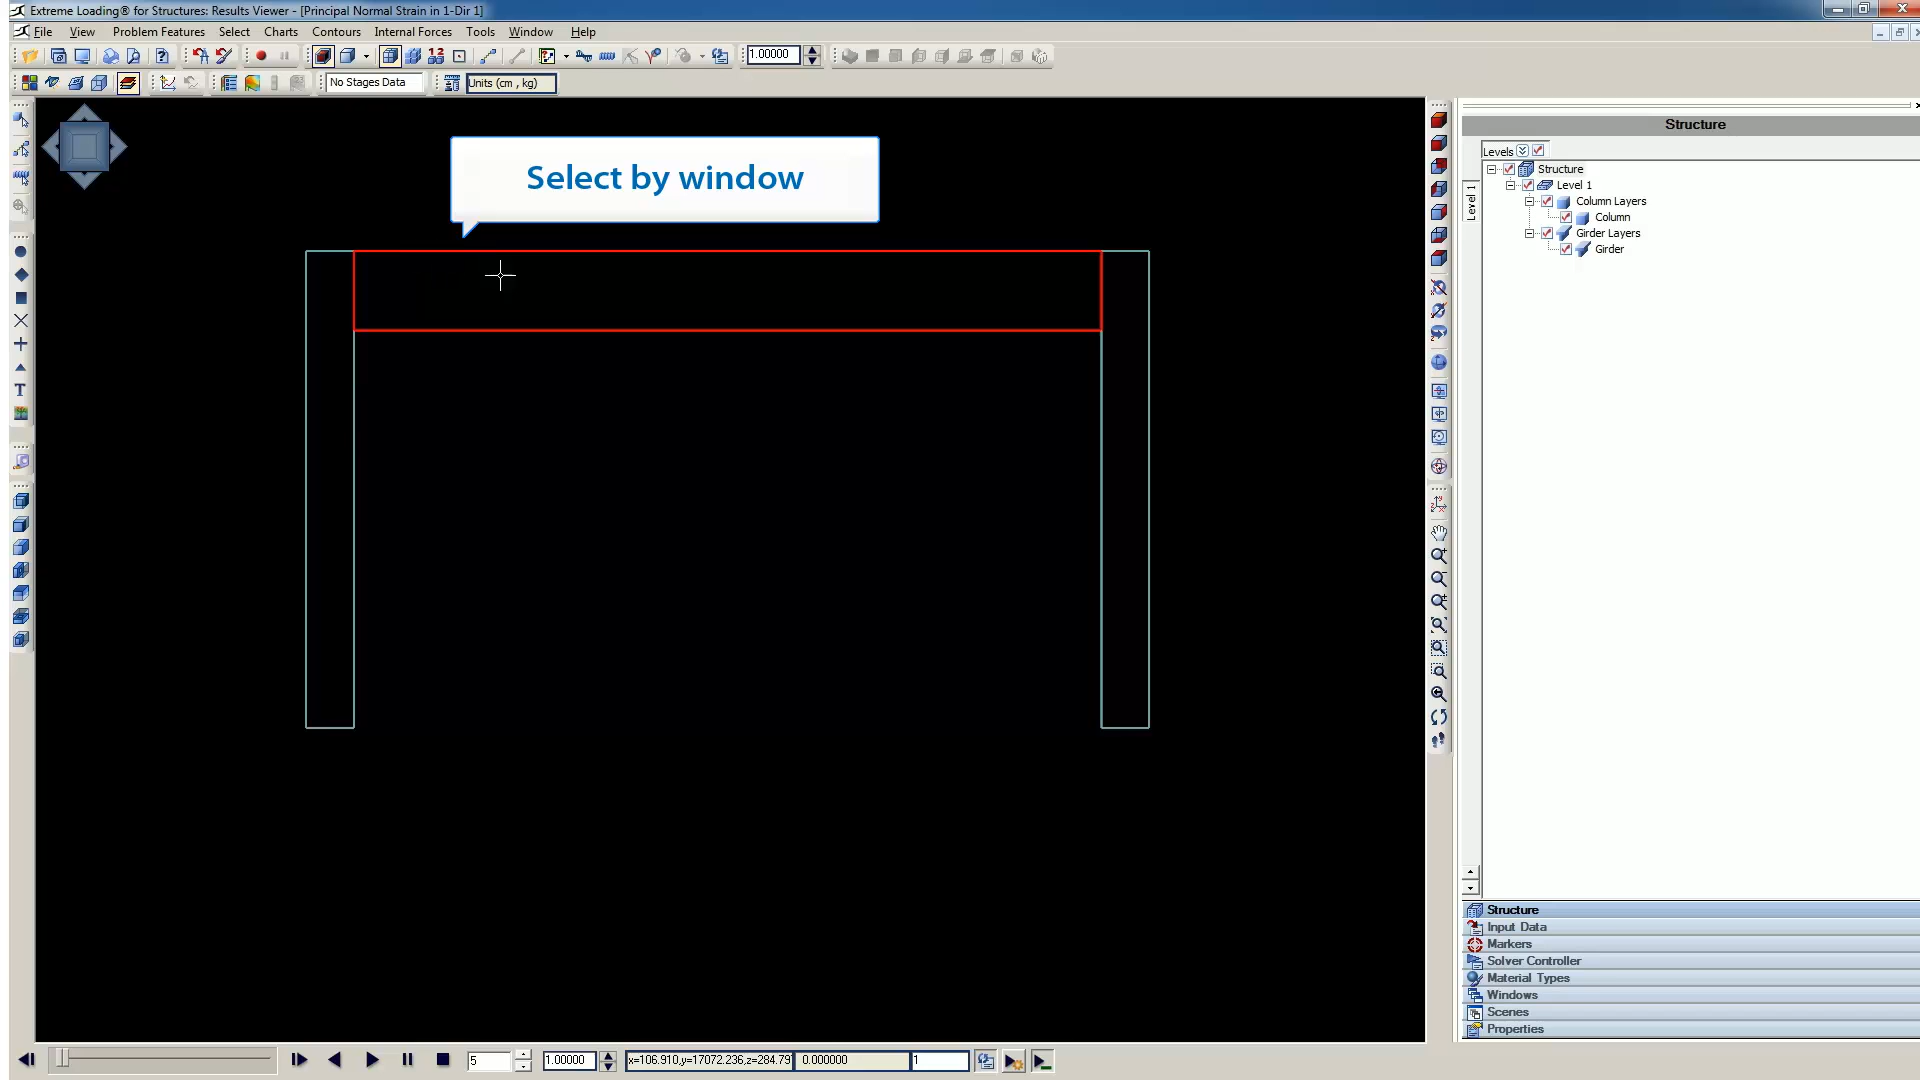 Extreme Loading® for Structures: Results Viewer - [Principal Normal Strain in 1-Dir 1]
File View Problem Features Select Charts Contours Internal Forces Tools Window Help
1.00000
No Stages Data
Units (cm , kg)
Select by window
Structure
Levels
Level 1
Structure
Level 1
Column Layers
Column
Girder Layers
Girder
Structure
Input Data
Markers
Solver Controller
Material Types
Windows
Scenes
Properties
5
1.00000
x=106.910,y=17072.236,z=284.79
0.000000
1